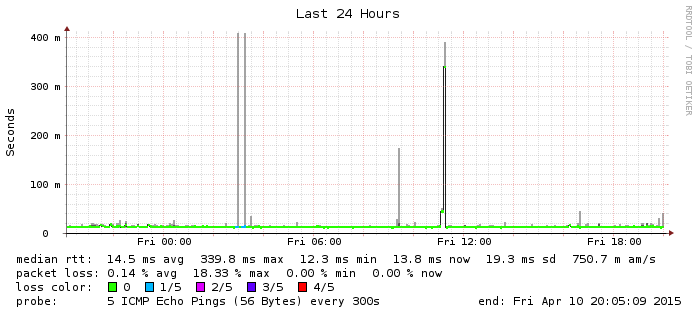 Last 24 Hours
RRDTOOL / TOBI OETIKER
Seconds
400 m
300 m
200 m
100 m
0
Fri 00:00 Fri 06:00 Fri 12:00 Fri 18:00
median rtt: 14.5 ms avg 339.8 ms max 12.3 ms min 13.8 ms now 19.3 ms sd 750.7 m am/s
packet loss: 0.14 % avg 18.33 % max 0.00 % min 0.00 % now
loss color: 0 1/5 2/5 3/5 4/5
probe: 5 ICMP Echo Pings (56 Bytes) every 300s end: Fri Apr 10 20:05:09 2015